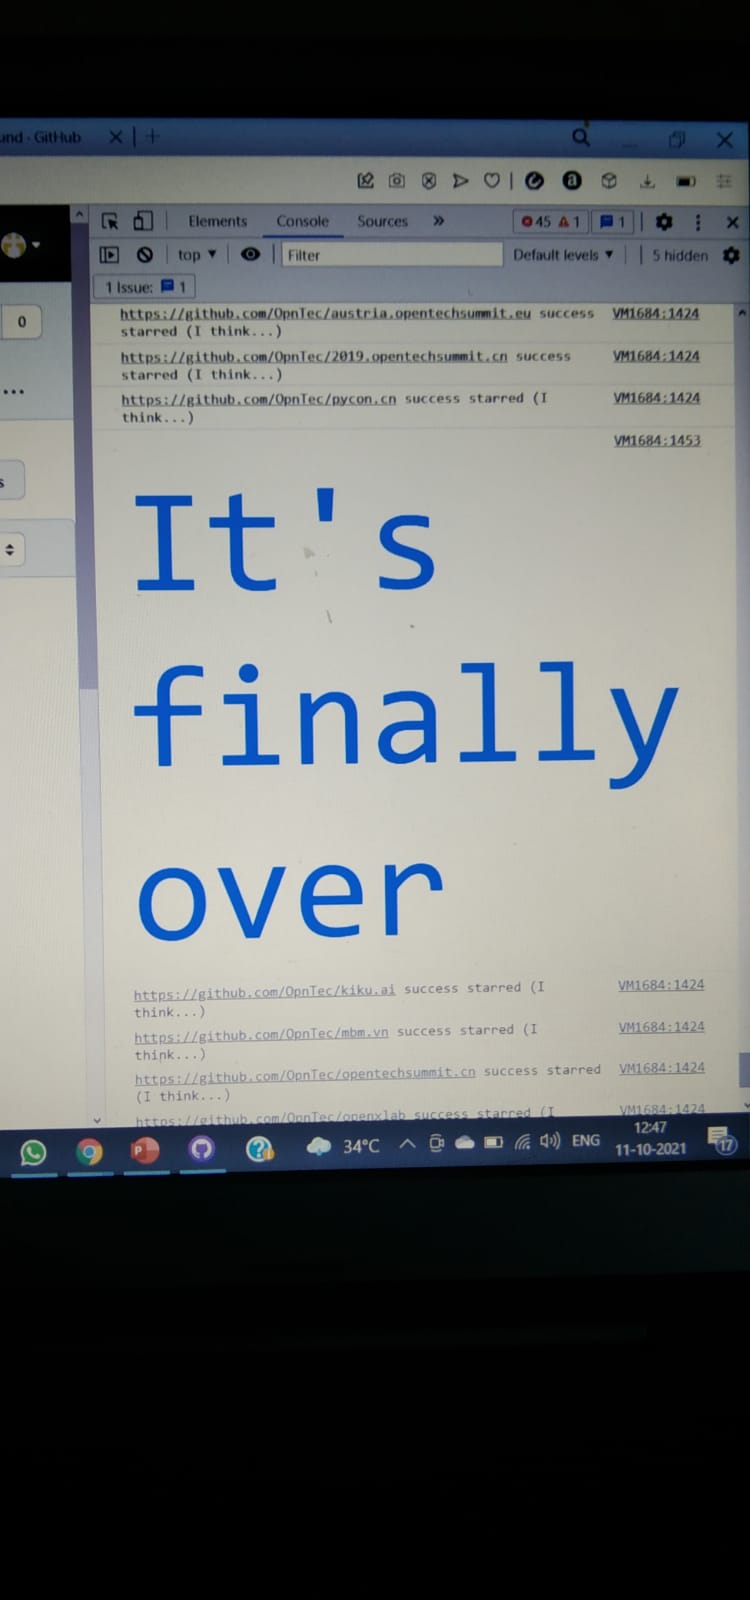 und - GitHub
Elements Console Sources » 45 1 1
top Filter Default levels 5 hidden
1 Issue: 1
0
https://github.com/OpnTec/austria.opentechsummit.eu success VM1684:1424
starred (I think...)
https://github.com/OpnTec/2019.opentechsummit.cn success VM1684:1424
starred (I think...)
https://github.com/OpnTec/pycon.cn success starred (I VM1684:1424
think...)
VM1684:1453
s
It's
finally
over
https://github.com/OpnTec/kiku.ai success starred (I VM1684:1424
think...)
https://github.com/OpnTec/mbm.vn success starred (I VM1684:1424
think...)
https://github.com/OpnTec/opentechsummit.cn success starred VM1684:1424
(I think...)
https://github.com/OpnTec/openxlab success starred (I VM1684:1424
34°C ENG 12:47
11-10-2021 17